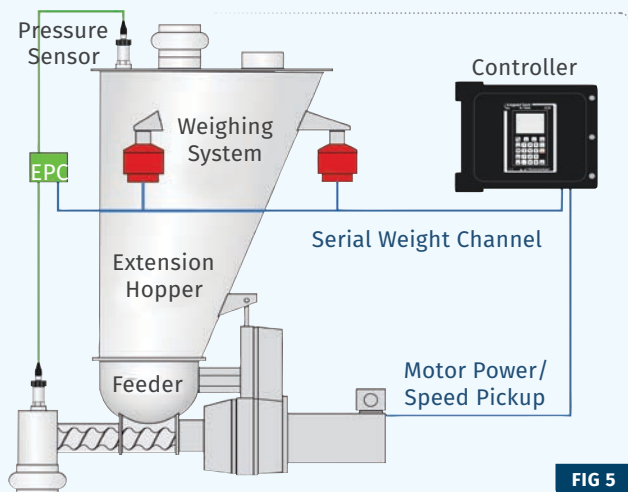 Pressure
Sensor
Controller
Weighing
System
EPC
Serial Weight Channel
Extension
Hopper
Feeder
Motor Power/
Speed Pickup
FIG 5